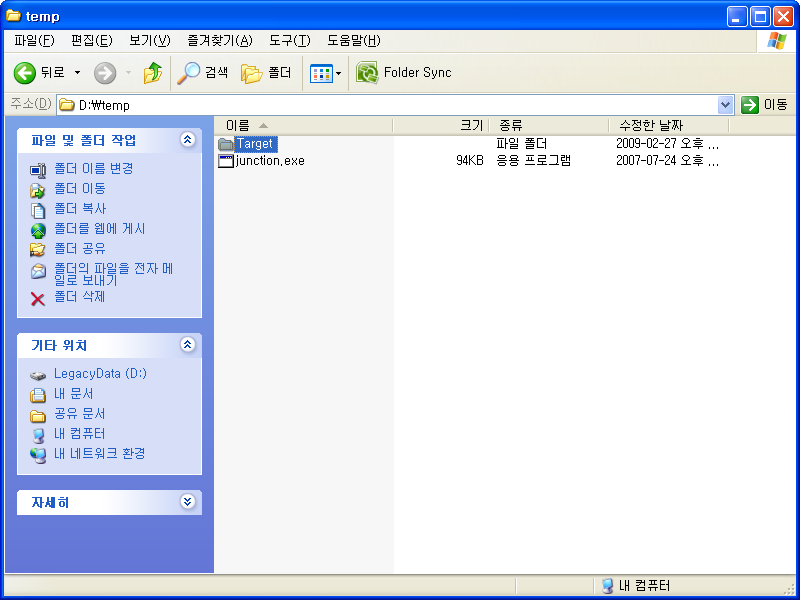 temp
파일(F) 편집(E) 보기(V) 즐겨찾기(A) 도구(T) 도움말(H)
뒤로 검색 폴더 Folder Sync
주소(D) D:₩temp 이동
이름 크기 종류 수정한 날짜
Target 파일 폴더 2009-02-27 오후 ...
junction.exe 94KB 응용 프로그램 2007-07-24 오후 ...
파일 및 폴더 작업
폴더 이름 변경
폴더 이동
폴더 복사
폴더를 웹에 게시
폴더 공유
폴더의 파일을 전자 메
일로 보내기
폴더 삭제
기타 위치
LegacyData (D:)
내 문서
공유 문서
내 컴퓨터
내 네트워크 환경
자세히
내 컴퓨터